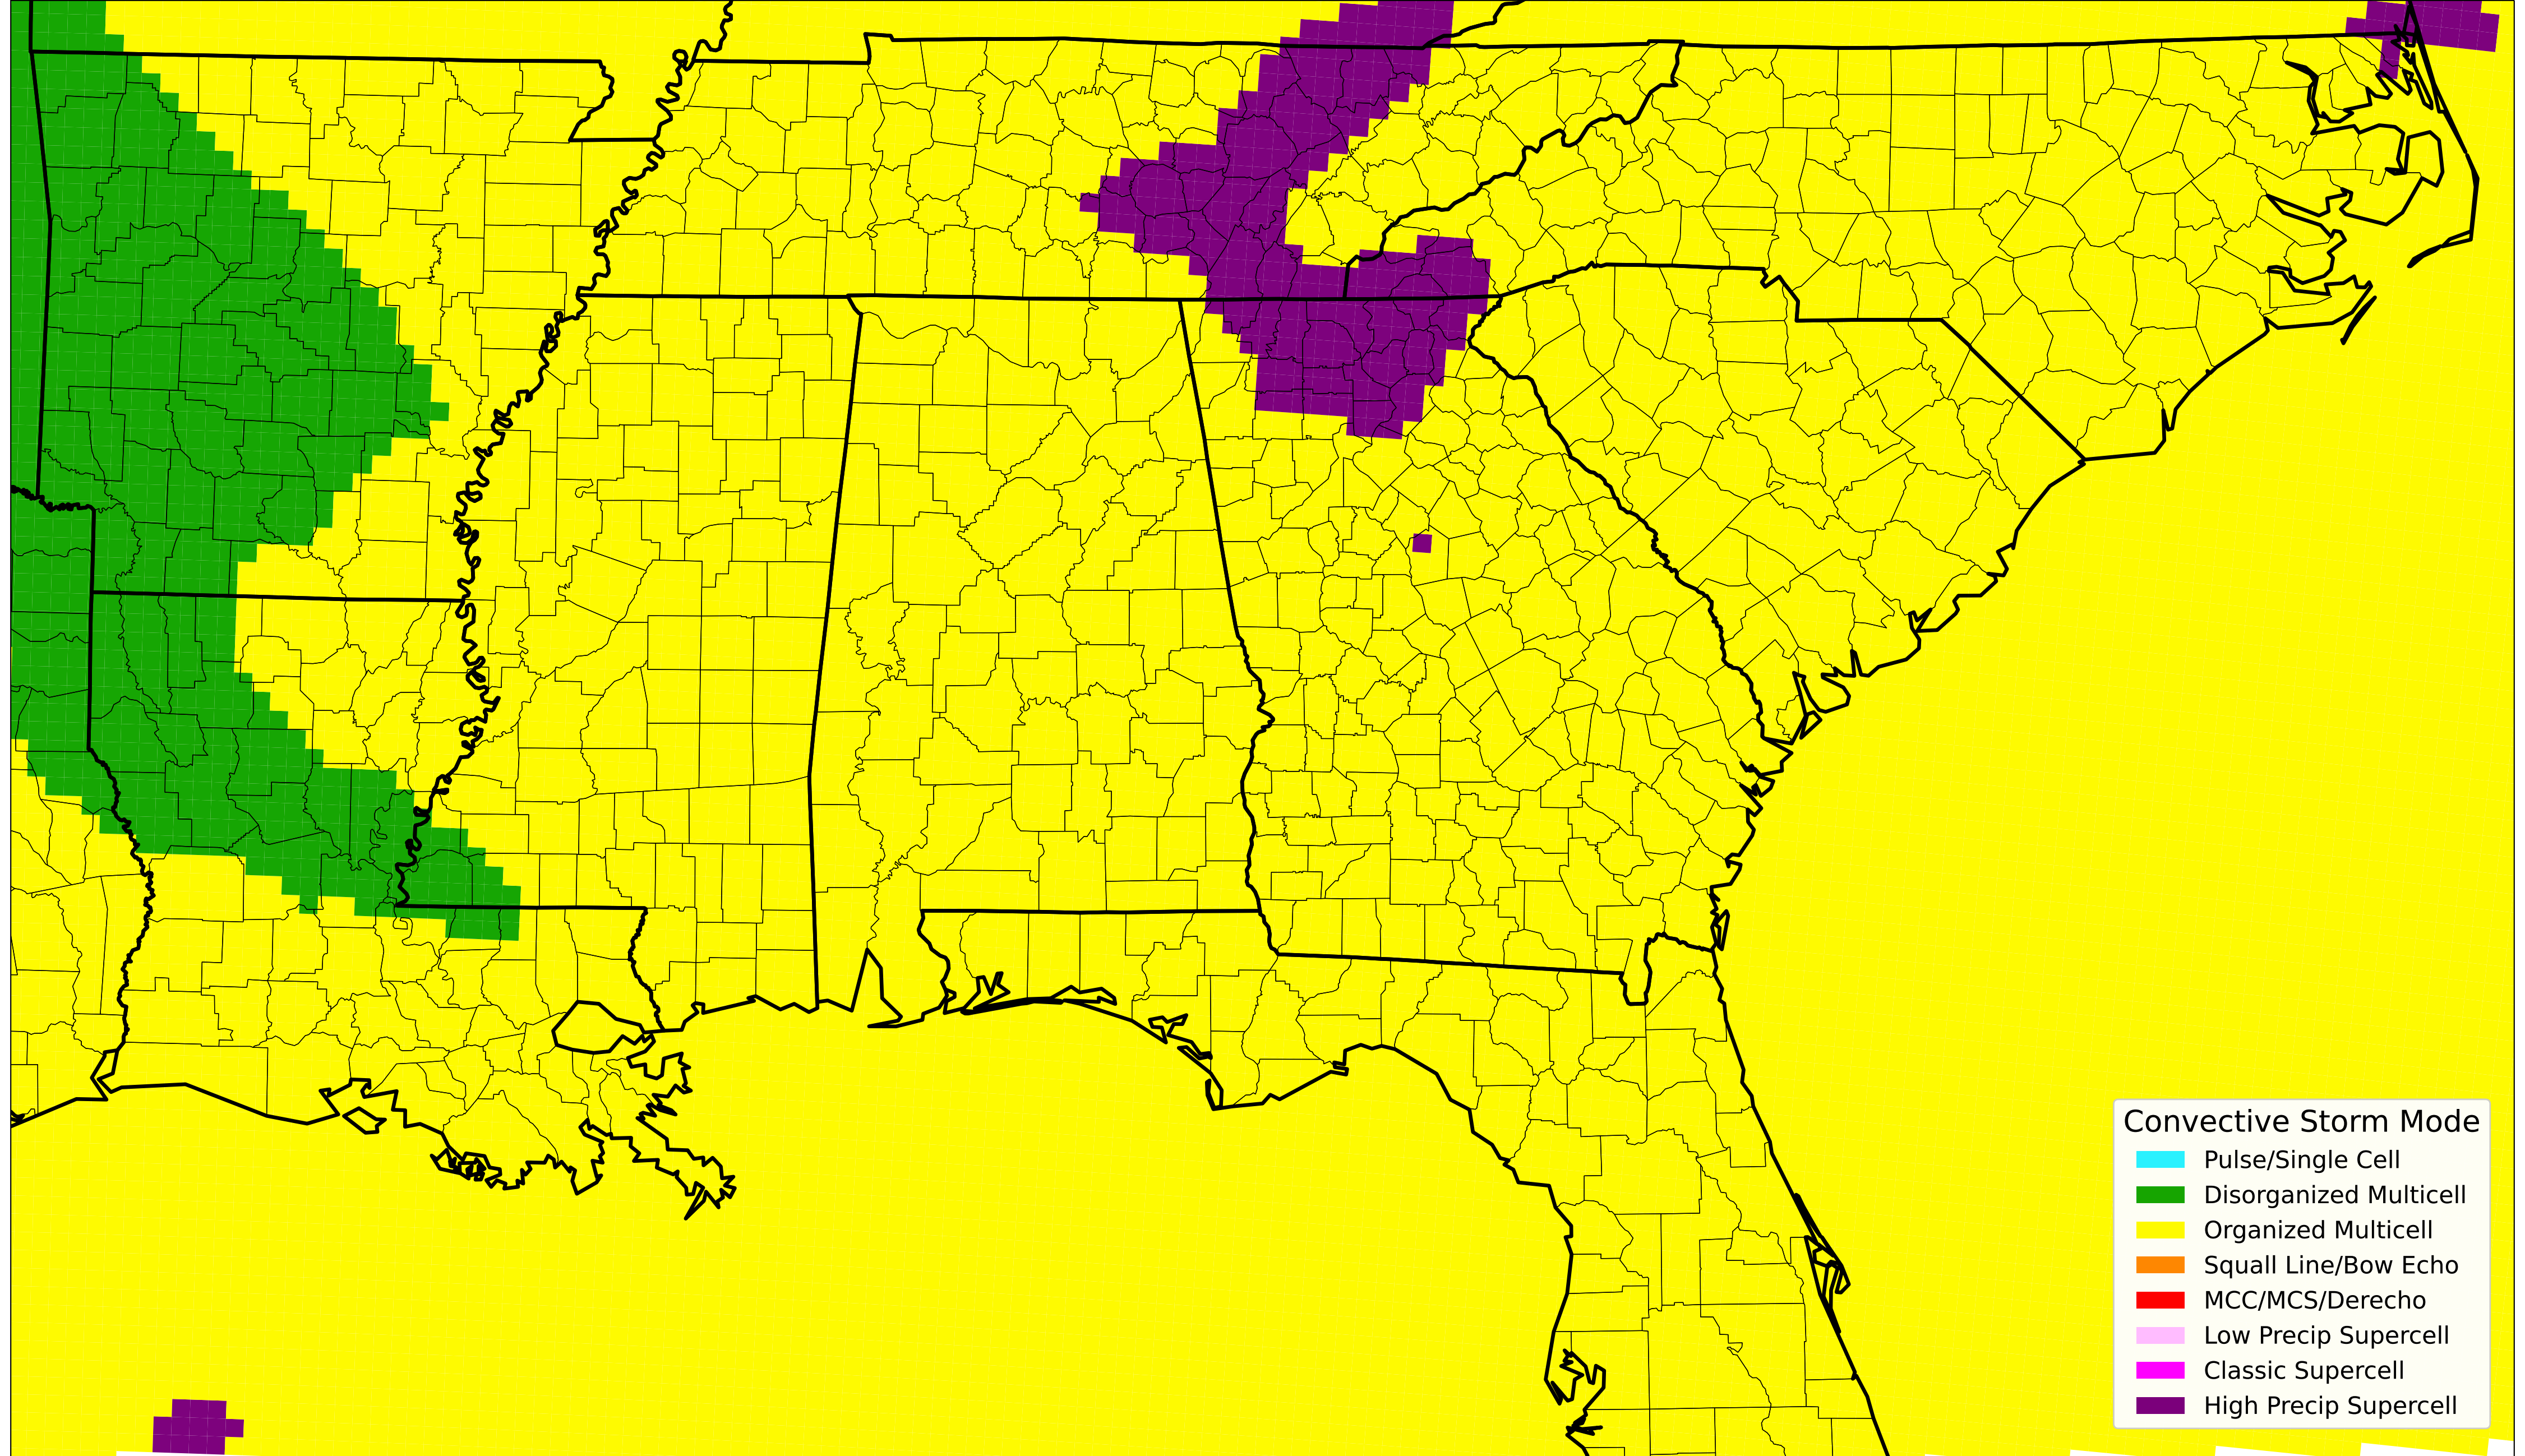 Convective Storm Mode
Pulse/Single Cell
Disorganized Multicell
Organized Multicell
Squall Line/Bow Echo
MCC/MCS/Derecho
Low Precip Supercell
Classic Supercell
High Precip Supercell